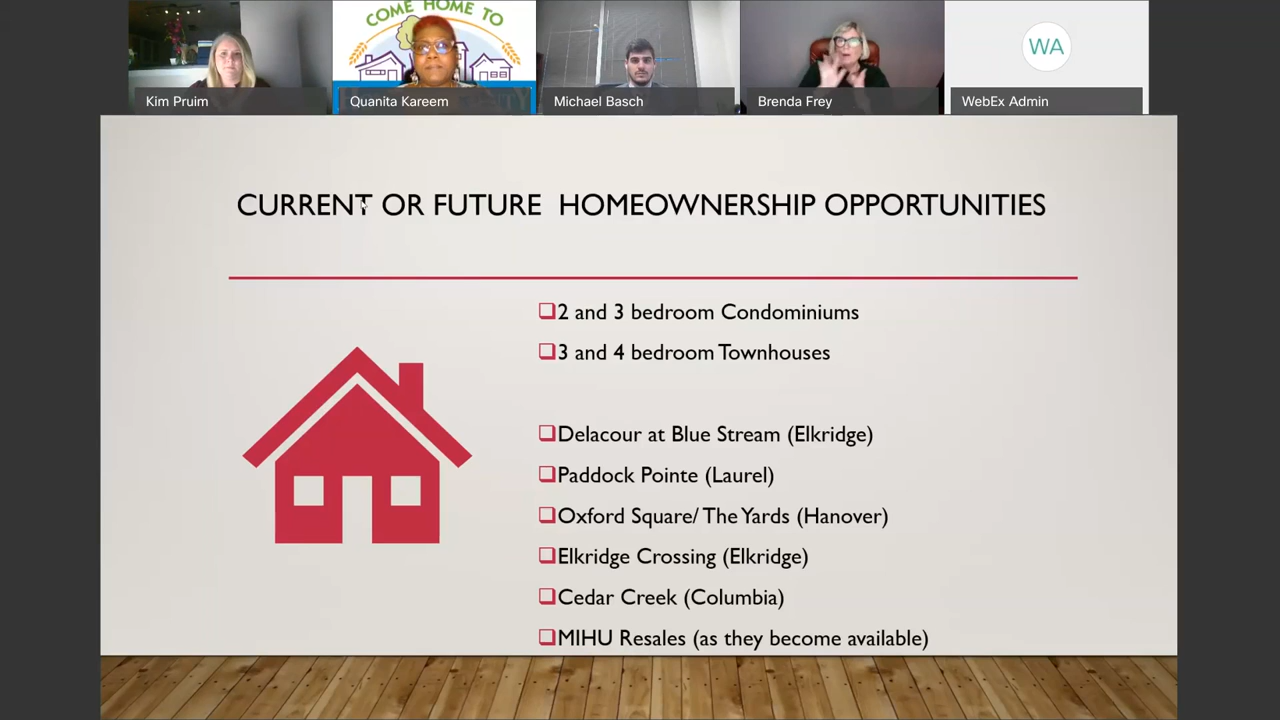 COME HOME TO
Kim Pruim
Quanita Kareem
Michael Basch
Brenda Frey
WA
WebEx Admin
CURRENT OR FUTURE HOMEOWNERSHIP OPPORTUNITIES
2 and 3 bedroom Condominiums
3 and 4 bedroom Townhouses
Delacour at Blue Stream (Elkridge)
Paddock Pointe (Laurel)
Oxford Square/ The Yards (Hanover)
Elkridge Crossing (Elkridge)
Cedar Creek (Columbia)
MIHU Resales (as they become available)